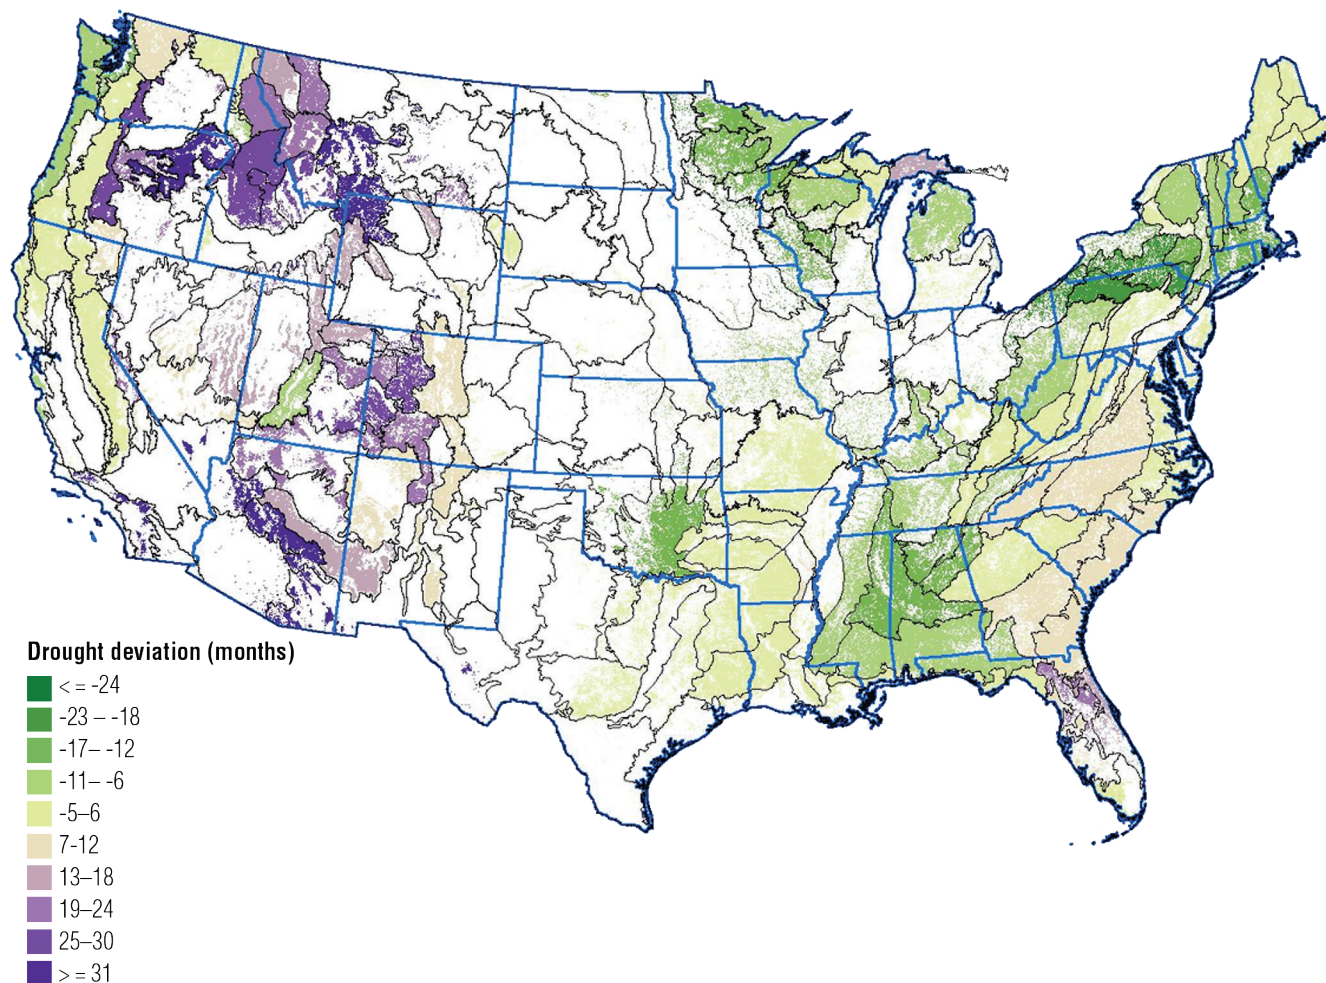 Drought deviation (months)
< = -24
-23 – -18
-17– -12
-11– -6
-5–6
7-12
13–18
19–24
25–30
> = 31